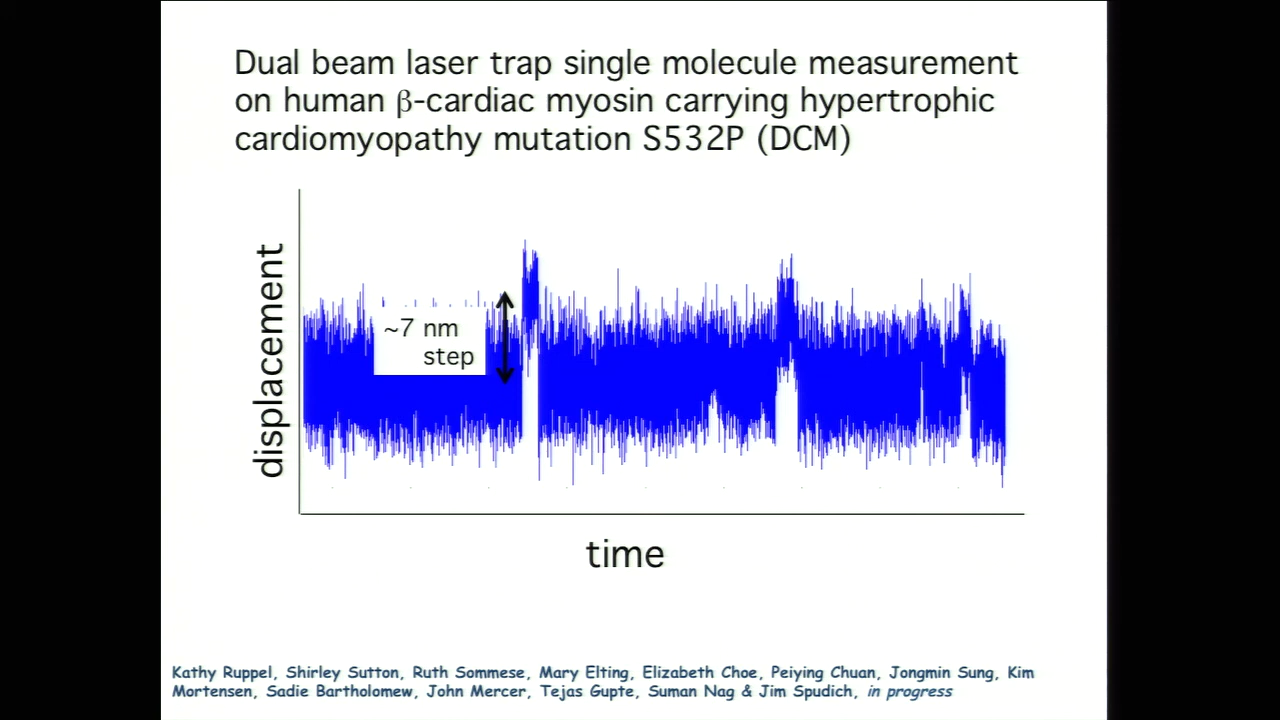 Dual beam laser trap single molecule measurement
on human β-cardiac myosin carrying hypertrophic
cardiomyopathy mutation S532P (DCM)
displacement
~7 nm
step
time
Kathy Ruppel, Shirley Sutton, Ruth Sommese, Mary Elting, Elizabeth Choe, Peiying Chuan, Jongmin Sung, Kim
Mortensen, Sadie Bartholomew, John Mercer, Tejas Gupte, Suman Nag & Jim Spudich, in progress